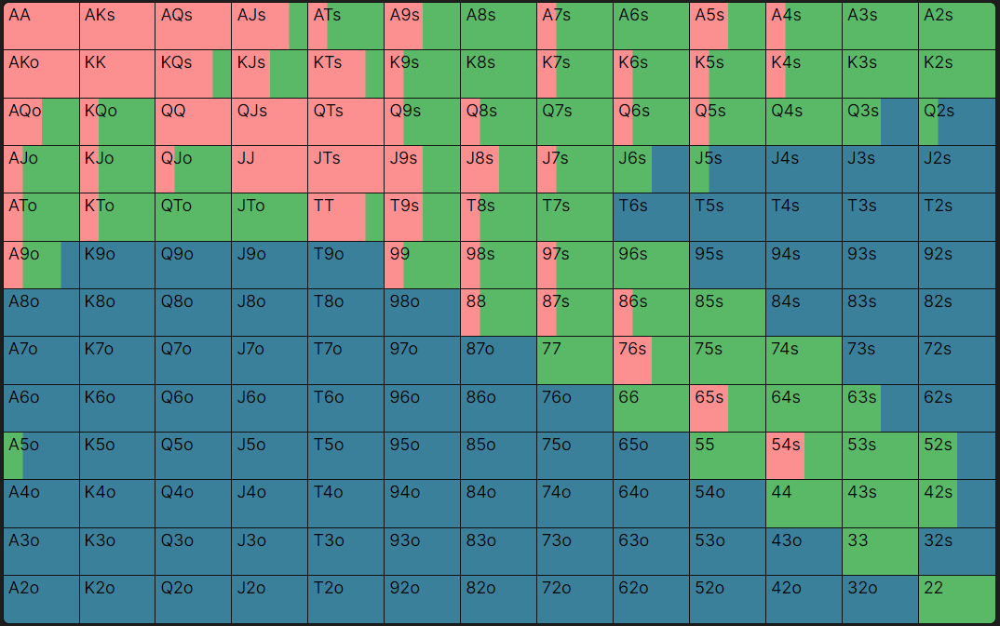 AA AKs AQs AJs ATs A9s A8s A7s A6s A5s A4s A3s A2s
AKo KK KQs KJs KTs K9s K8s K7s K6s K5s K4s K3s K2s
AQo KQo QQ QJs QTs Q9s Q8s Q7s Q6s Q5s Q4s Q3s Q2s
AJo KJo QJo JJ JTs J9s J8s J7s J6s J5s J4s J3s J2s
ATo KTo QTo JTo TT T9s T8s T7s T6s T5s T4s T3s T2s
A9o K9o Q9o J9o T9o 99 98s 97s 96s 95s 94s 93s 92s
A8o K8o Q8o J8o T8o 98o 88 87s 86s 85s 84s 83s 82s
A7o K7o Q7o J7o T7o 97o 87o 77 76s 75s 74s 73s 72s
A6o K6o Q6o J6o T6o 96o 86o 76o 66 65s 64s 63s 62s
A5o K5o Q5o J5o T5o 95o 85o 75o 65o 55 54s 53s 52s
A4o K4o Q4o J4o T4o 94o 84o 74o 64o 54o 44 43s 42s
A3o K3o Q3o J3o T3o 93o 83o 73o 63o 53o 43o 33 32s
A2o K2o Q2o J2o T2o 92o 82o 72o 62o 52o 42o 32o 22